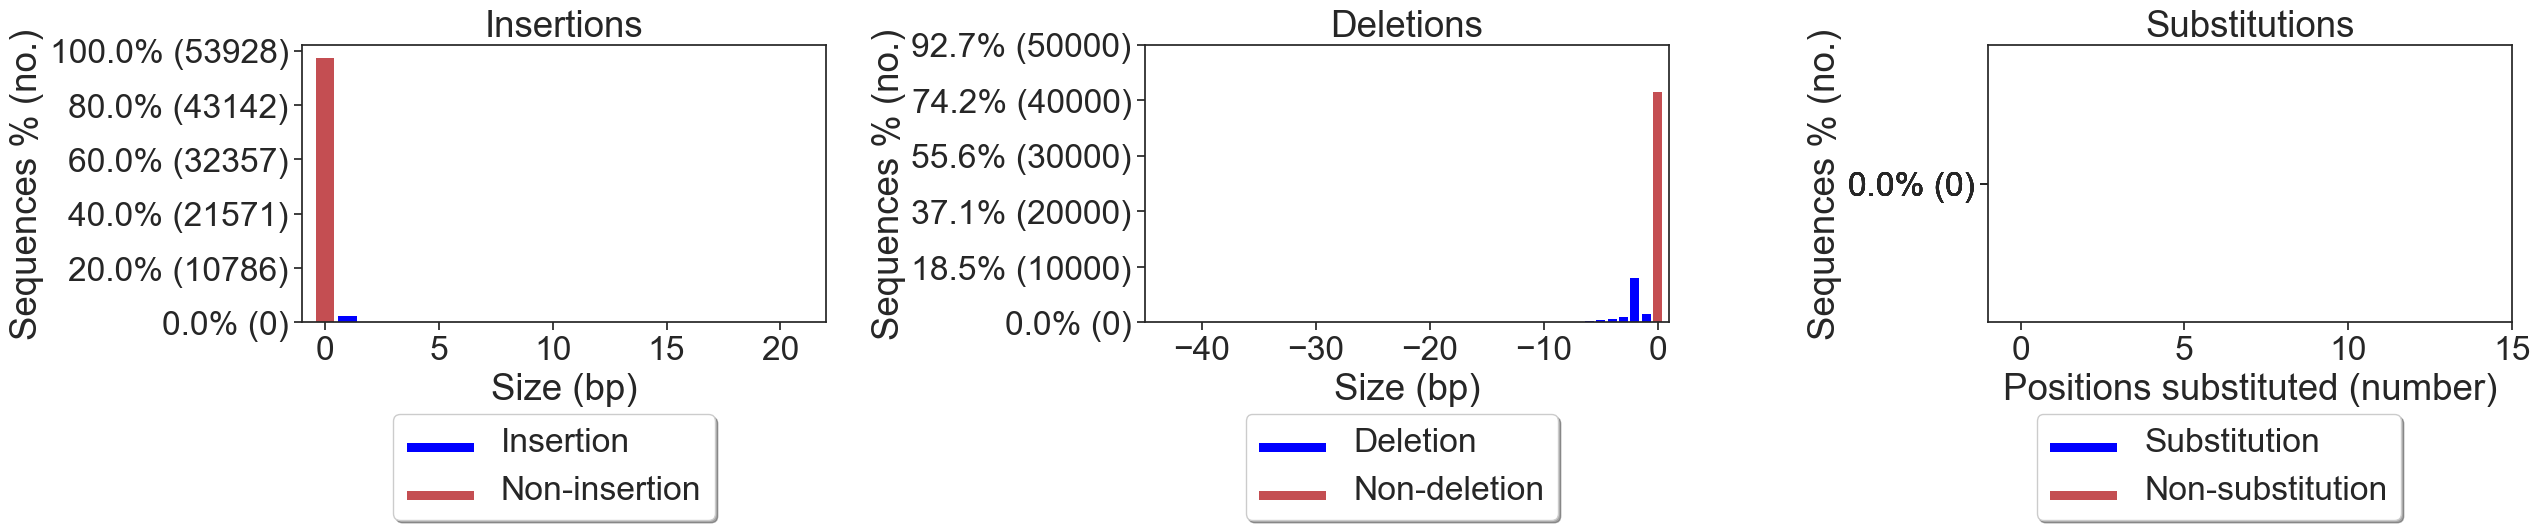 Insertions
Sequences % (no.)
100.0% (53928)
80.0% (43142)
60.0% (32357)
40.0% (21571)
20.0% (10786)
0.0% (0)
0 5 10 15 20
Size (bp)
Insertion
Non-insertion
Deletions
Sequences % (no.)
92.7% (50000)
74.2% (40000)
55.6% (30000)
37.1% (20000)
18.5% (10000)
0.0% (0)
−40 −30 −20 −10 0
Size (bp)
Deletion
Non-deletion
Substitutions
Sequences % (no.)
0.0% (0)
0 5 10 15
Positions substituted (number)
Substitution
Non-substitution